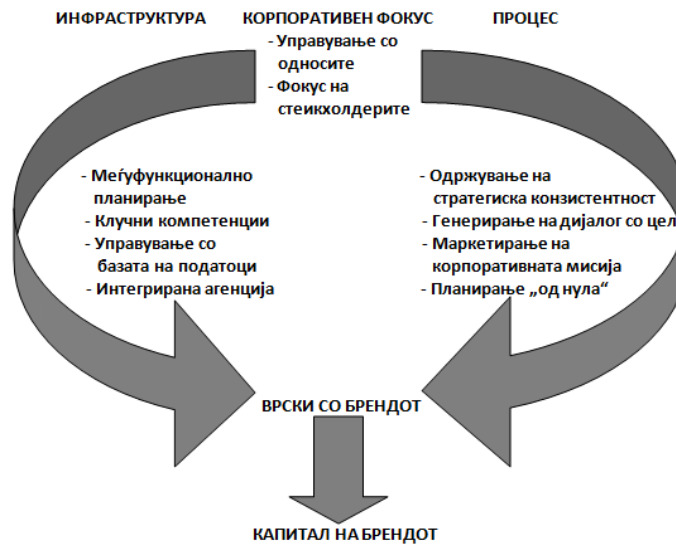 ИНФРАСТРУКТУРА КОРПОРАТИВЕН ФОКУС ПРОЦЕС
- Управување со
односите
- Фокус на
стеикхолдерите
- Меѓуфункционално
планирање
- Клучни компетенции
- Управување со
базата на податоци
- Интегрирана агенција
- Одржување на
стратегиска конзистентност
- Генерирање на дијалог со цел
- Маркетирање на
корпоративната мисија
- Планирање „од нула“
ВРСКИ СО БРЕНДОТ
КАПИТАЛ НА БРЕНДОТ